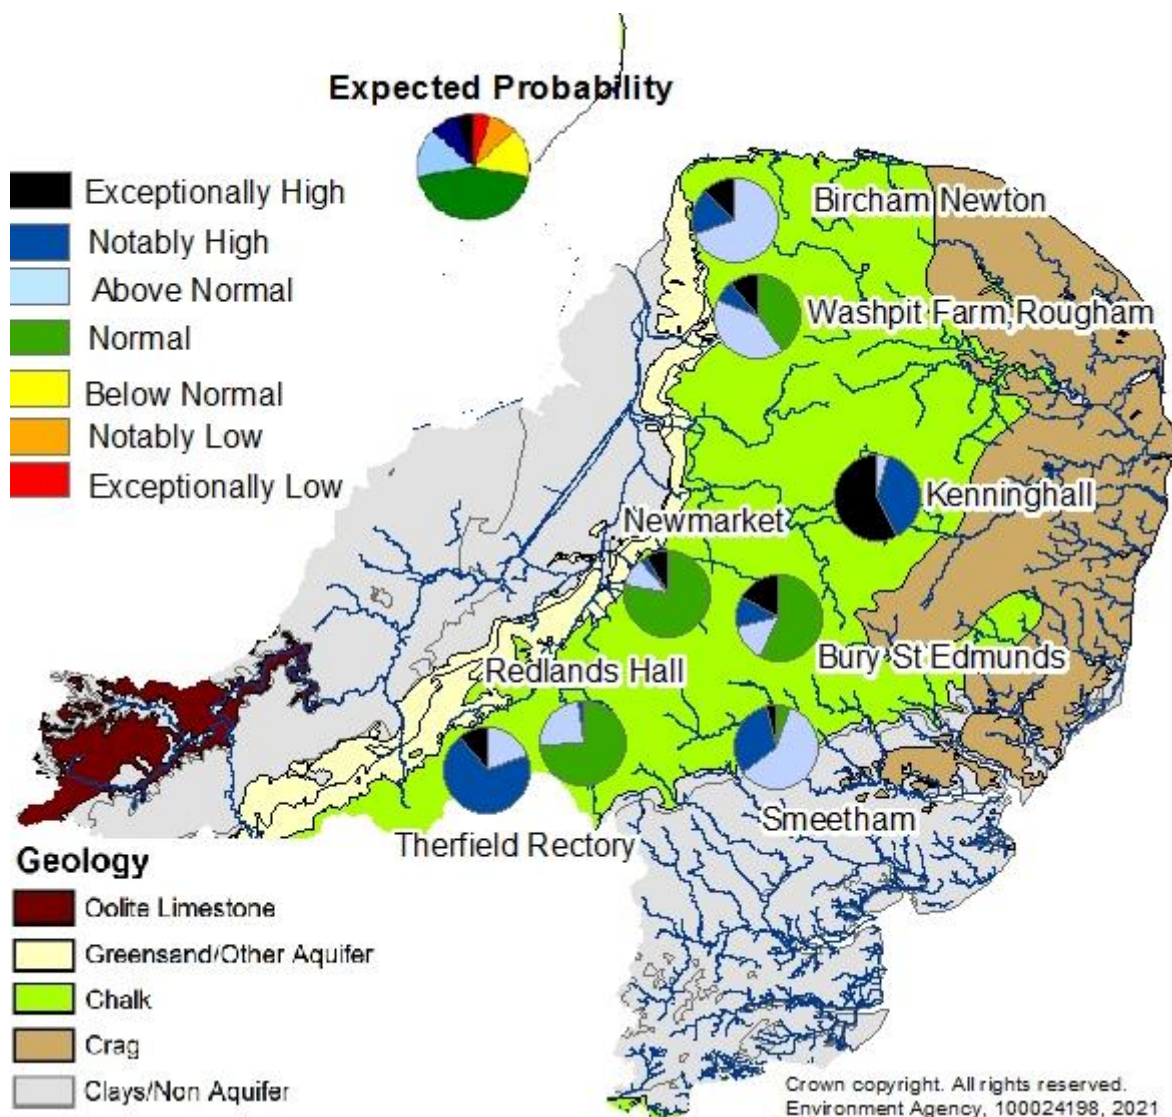 Expected Probability
Exceptionally High
Notably High
Above Normal
Normal
Below Normal
Notably Low
Exceptionally Low
Bircham Newton
Washpit Farm,Rougham
Kenninghall
Newmarket
Bury St Edmunds
Redlands Hall
Smeetham
Therfield Rectory
Geology
Oolite Limestone
Greensand/Other Aquifer
Chalk
Crag
Clays/Non Aquifer
Crown copyright. All rights reserved.
Environment Agency, 100024198, 2021